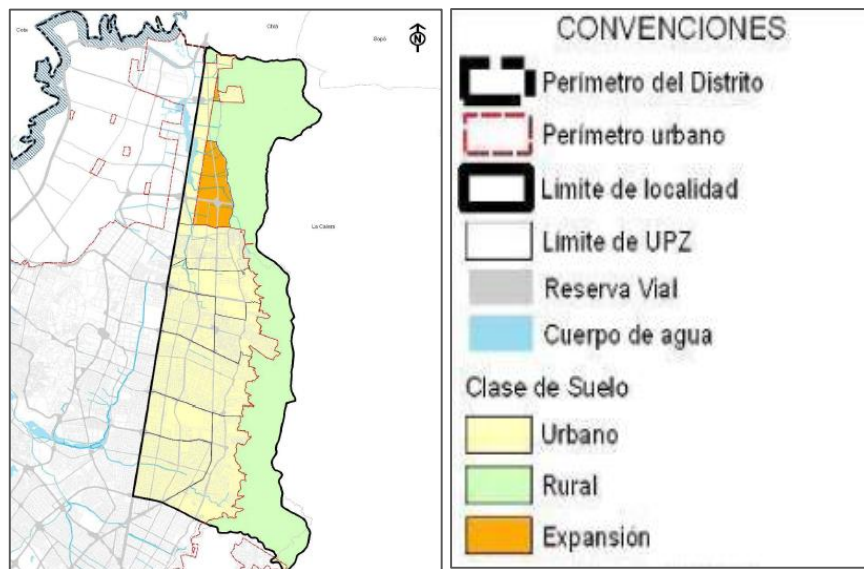 Cota
Chía
Sopó
N
La Calera
CONVENCIONES
Perímetro del Distrito
Perímetro urbano
Límite de localidad
Límite de UPZ
Reserva Vial
Cuerpo de agua
Clase de Suelo
Urbano
Rural
Expansión